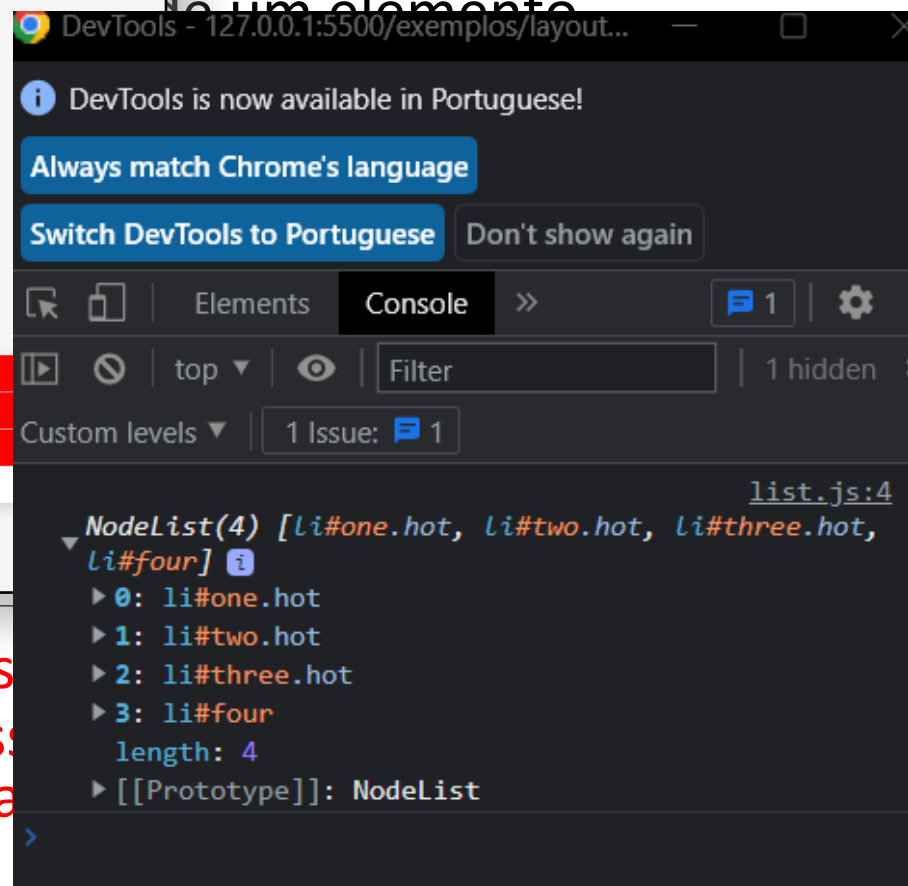 um elemento
DevTools - 127.0.0.1:5500/exemplos/layout...
DevTools is now available in Portuguese!
Always match Chrome's language
Switch DevTools to Portuguese Don't show again
Elements Console » 1
top Filter 1 hidden
Custom levels 1 Issue: 1
list.js:4
NodeList(4) [li#one.hot, li#two.hot, li#three.hot,
li#four] i
0: li#one.hot
1: li#two.hot
2: li#three.hot
3: li#four
length: 4
[[Prototype]]: NodeList
>